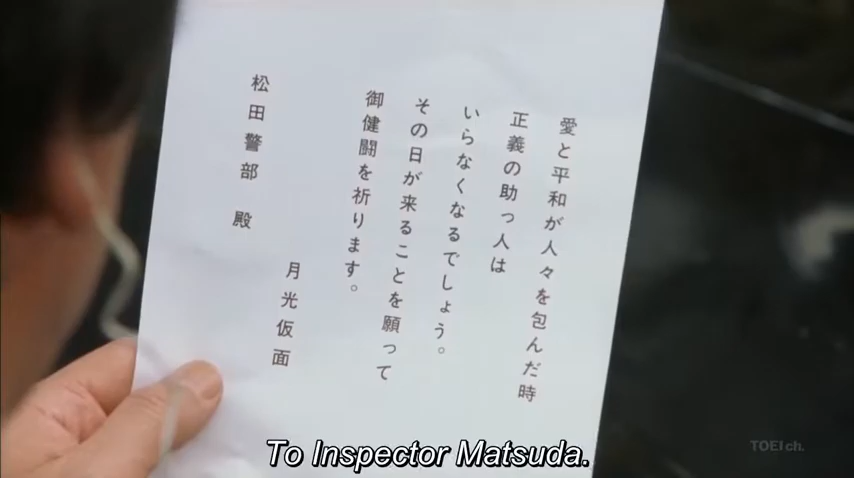 愛と平和が人々を包んだ時
正義の助っ人は
いらなくなるでしょう。
その日が来ることを願って
御健闘を祈ります。
月光仮面
松田警部 殿
To Inspector Matsuda.
TOEI ch.